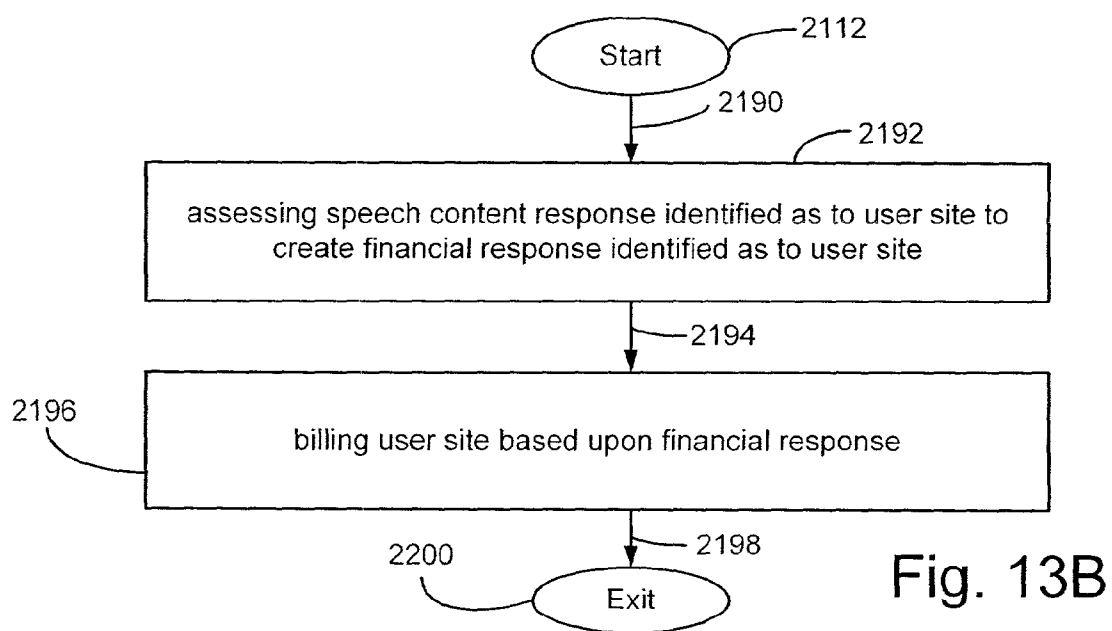 Start
2112
2190
2192
assessing speech content response identified as to user site to
create financial response identified as to user site
2194
2196
billing user site based upon financial response
2198
2200
Exit
Fig. 13B